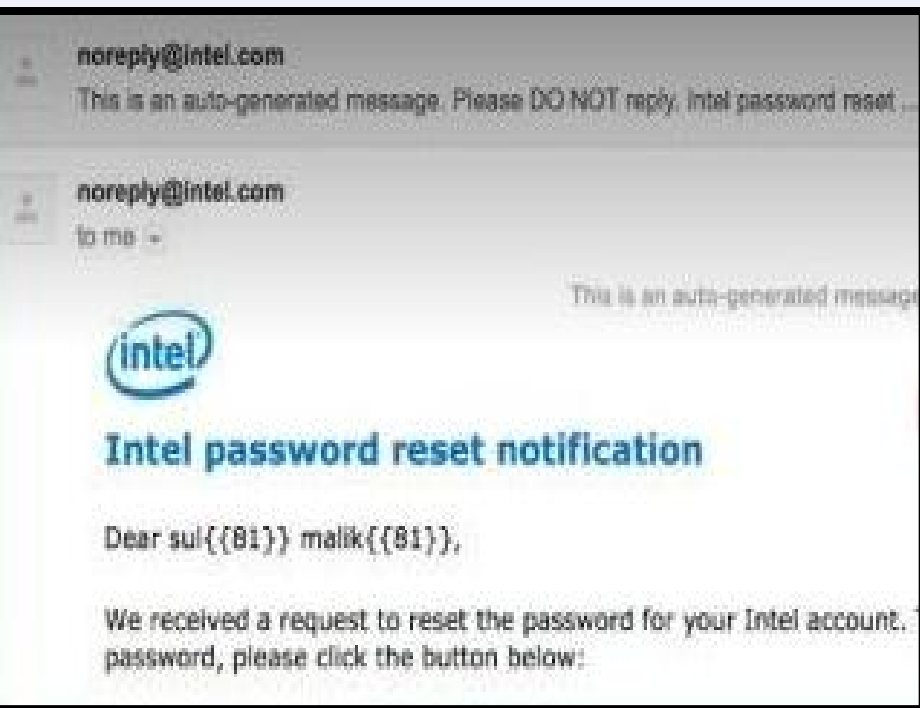 noreply@intel.com
This is an auto-generated message. Please DO NOT reply. Intel password reset ...
noreply@intel.com
to me
This is an auto-generated message
intel
Intel password reset notification
Dear sul{{81}} malik{{81}},
We received a request to reset the password for your Intel account. T
password, please click the button below: